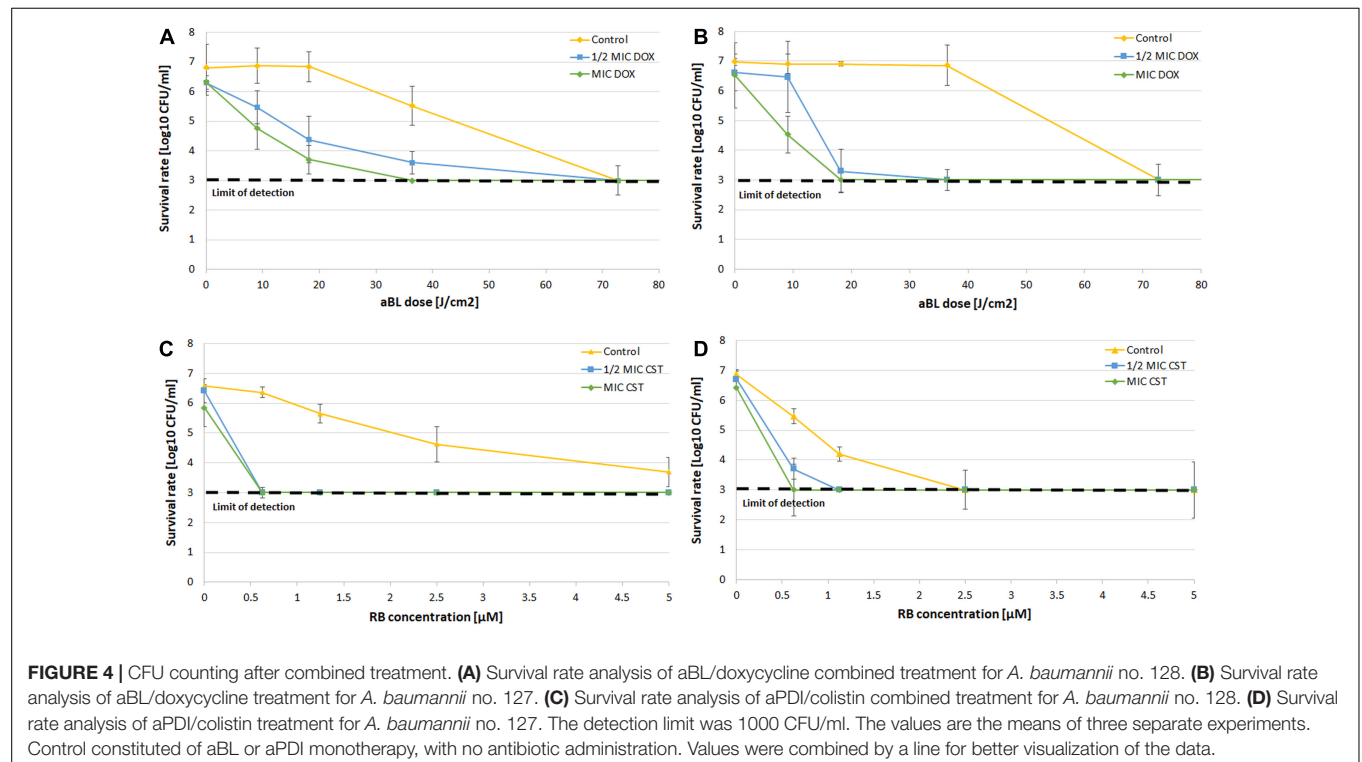 A
Control
1/2 MIC DOX
MIC DOX
Survival rate [Log10 CFU/ml]
8
7
6
5
4
3
2
1
0
Limit of detection
0 10 20 30 40 50 60 70 80
aBL dose [J/cm2]
B
Control
1/2 MIC DOX
MIC DOX
Survival rate [Log10 CFU/ml]
8
7
6
5
4
3
2
1
0
Limit of detection
0 10 20 30 40 50 60 70 80
aBL dose [J/cm2]
C
Control
1/2 MIC CST
MIC CST
Survival rate [Log10 CFU/ml]
8
7
6
5
4
3
2
1
0
Limit of detection
0 0.5 1 1.5 2 2.5 3 3.5 4 4.5 5
RB concentration [µM]
D
Control
1/2 MIC CST
MIC CST
Survival rate [Log10 CFU/ml]
8
7
6
5
4
3
2
1
0
Limit of detection
0 0.5 1 1.5 2 2.5 3 3.5 4 4.5 5
RB concentration [µM]
FIGURE 4 | CFU counting after combined treatment. (A) Survival rate analysis of aBL/doxycycline combined treatment for A. baumannii no. 128. (B) Survival rate
analysis of aBL/doxycycline treatment for A. baumannii no. 127. (C) Survival rate analysis of aPDI/colistin combined treatment for A. baumannii no. 128. (D) Survival
rate analysis of aPDI/colistin treatment for A. baumannii no. 127. The detection limit was 1000 CFU/ml. The values are the means of three separate experiments.
Control constituted of aBL or aPDI monotherapy, with no antibiotic administration. Values were combined by a line for better visualization of the data.